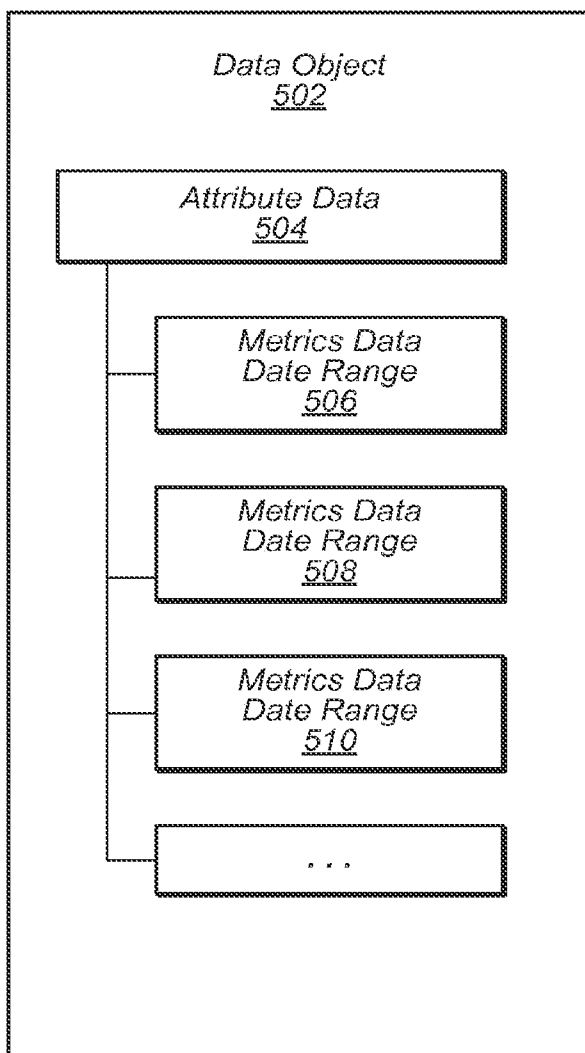 Data Object
502
Attribute Data
504
Metrics Data
Date Range
506
Metrics Data
Date Range
508
Metrics Data
Date Range
510
. . .